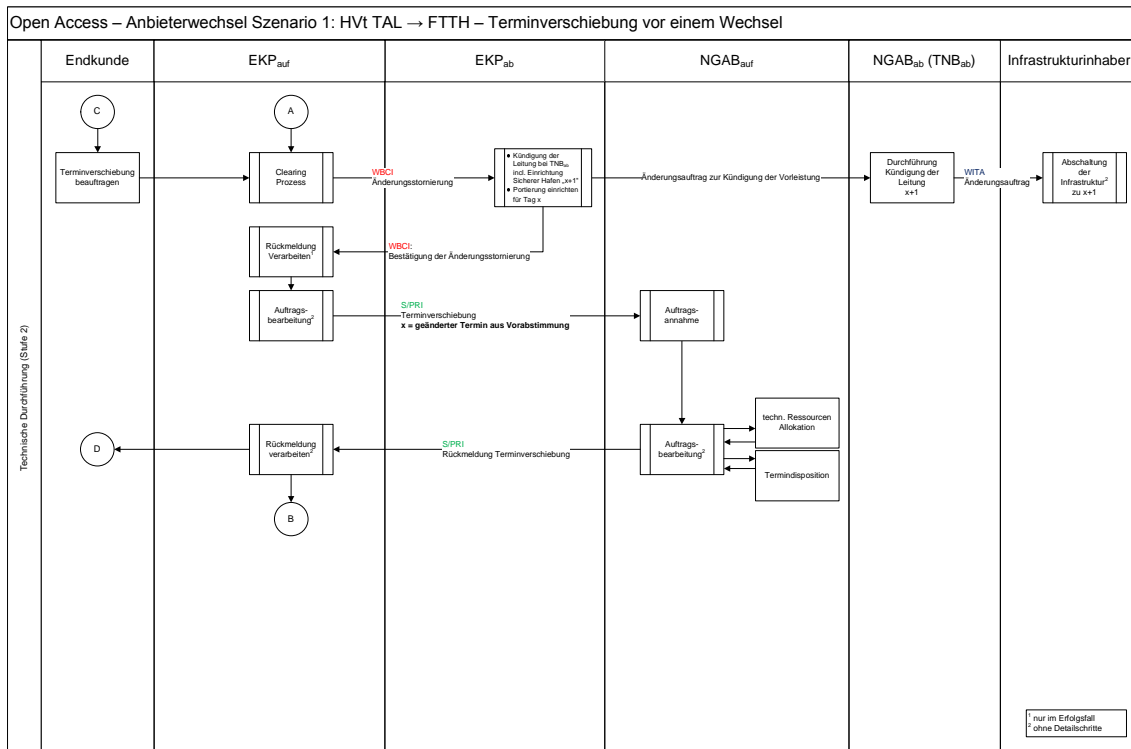 Open Access – Anbieterwechsel Szenario 1: HVt TAL → FTTH – Terminverschiebung vor einem Wechsel
Endkunde
EKPauf
EKPab
NGABauf
NGABab (TNBab)
Infrastrukturinhaber
Technische Durchführung (Stufe 2)
C
A
Terminverschiebung
beauftragen
Clearing
Prozess
WBCI
Änderungsstornierung
• Kündigung der
Leitung bei TNBab
incl. Einrichtung
Sicherer Hafen „x+1“
• Portierung einrichten
für Tag x
Änderungsauftrag zur Kündigung der Vorleistung
Durchführung
Kündigung der
Leitung
x+1
WITA
Änderungsauftrag
Abschaltung
der
Infrastruktur²
zu x+1
Rückmeldung
Verarbeiten¹
WBCI:
Bestätigung der Änderungsstornierung
Auftrags-
bearbeitung²
S/PRI
Terminverschiebung
x = geänderter Termin aus Vorabstimmung
Auftrags-
annahme
techn. Ressourcen
Allokation
D
Rückmeldung
verarbeiten²
S/PRI
Rückmeldung Terminverschiebung
Auftrags-
bearbeitung²
Termindisposition
B
¹ nur im Erfolgsfall
² ohne Detailschritte